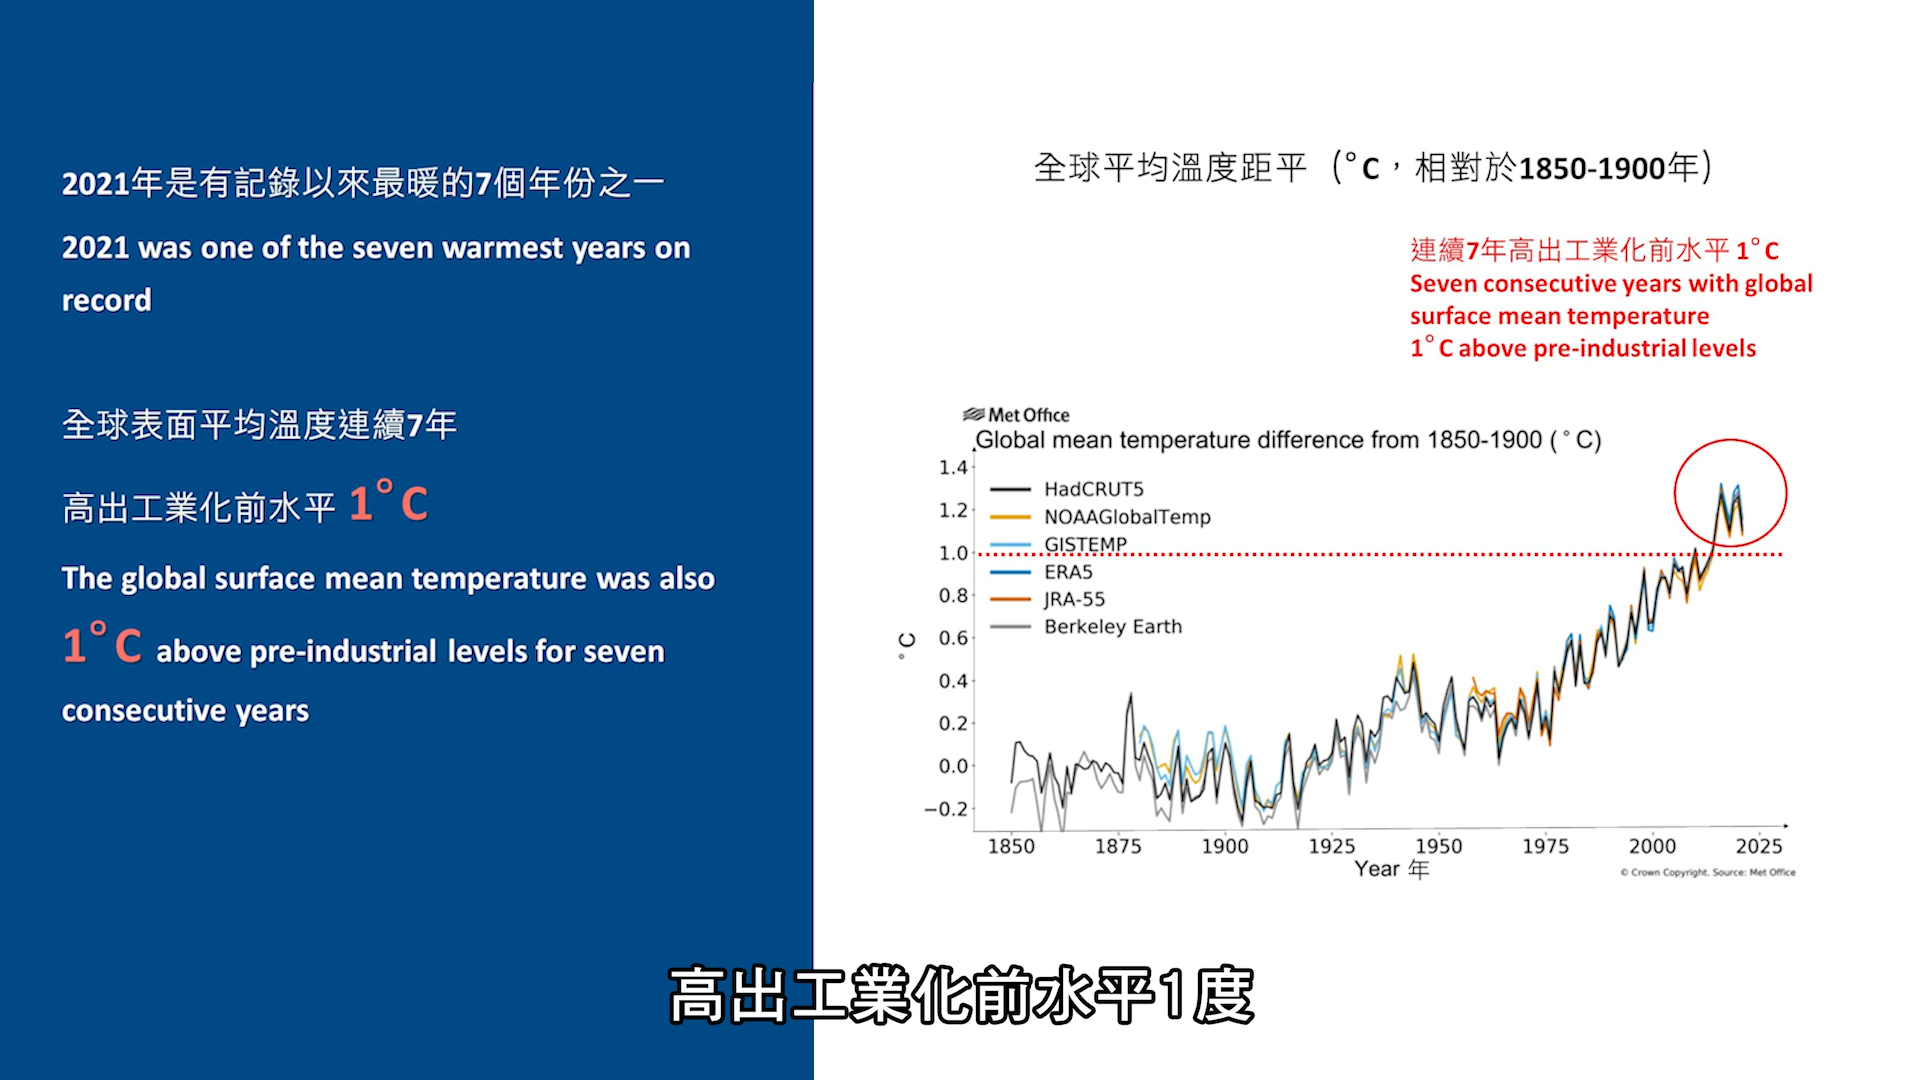 2021年是有記錄以來最暖的7個年份之一
2021 was one of the seven warmest years on
record
全球表面平均溫度連續7年
高出工業化前水平 1°C
The global surface mean temperature was also
1°C above pre-industrial levels for seven
consecutive years
全球平均溫度距平（°C，相對於1850-1900年）
連續7年高出工業化前水平 1°C
Seven consecutive years with global
surface mean temperature
1°C above pre-industrial levels
Met Office
Global mean temperature difference from 1850-1900 (°C)
1.4
1.2
1.0
0.8
0.6
0.4
0.2
0.0
−0.2
°C
HadCRUT5
NOAAGlobalTemp
GISTEMP
ERA5
JRA-55
Berkeley Earth
1850 1875 1900 1925 1950 1975 2000 2025
Year 年
© Crown Copyright. Source: Met Office
高出工業化前水平1度